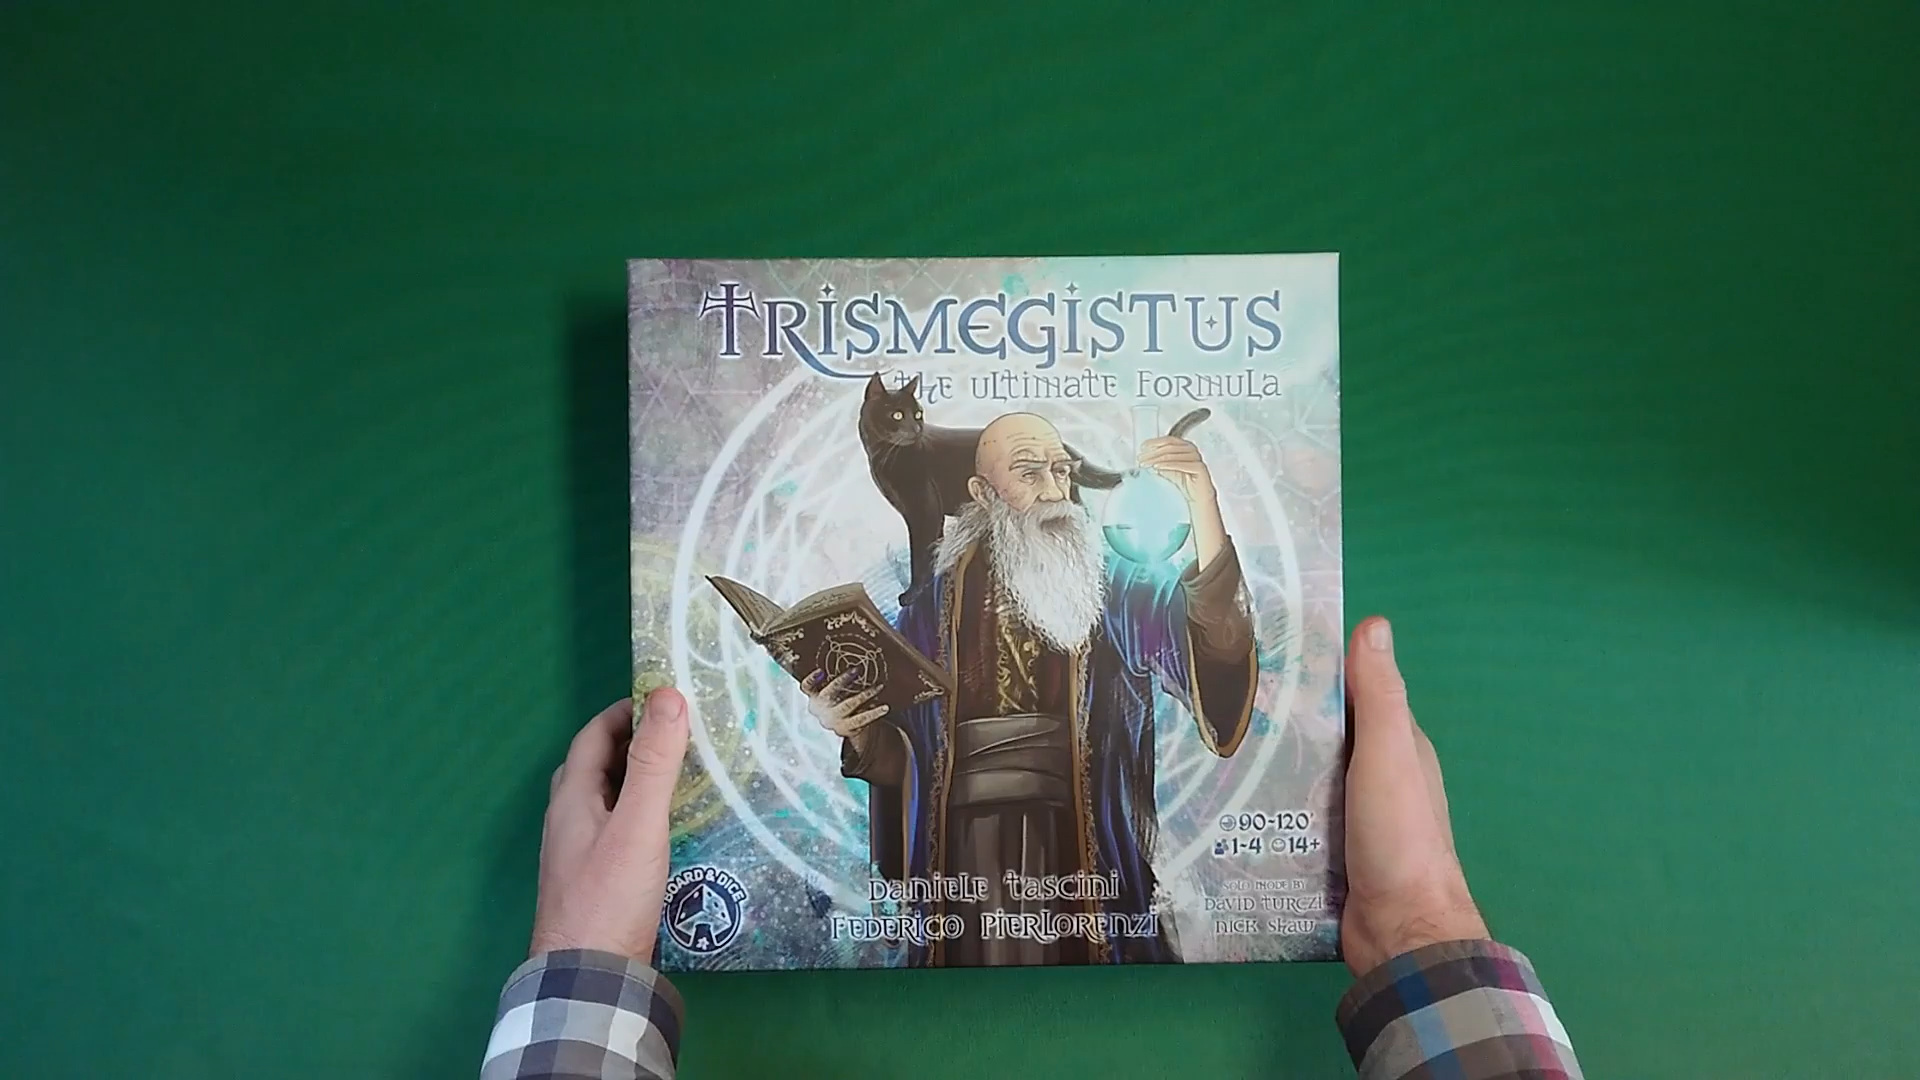 TRISMEGISTUS
THE ULTIMATE FORMULA
90-120'
1-4 14+
DANIELE TASCINI
FEDERICO PIERLORENZI
SOLO MODE BY
DAVID TURCZI
NICK SHAW
BOARD & DICE